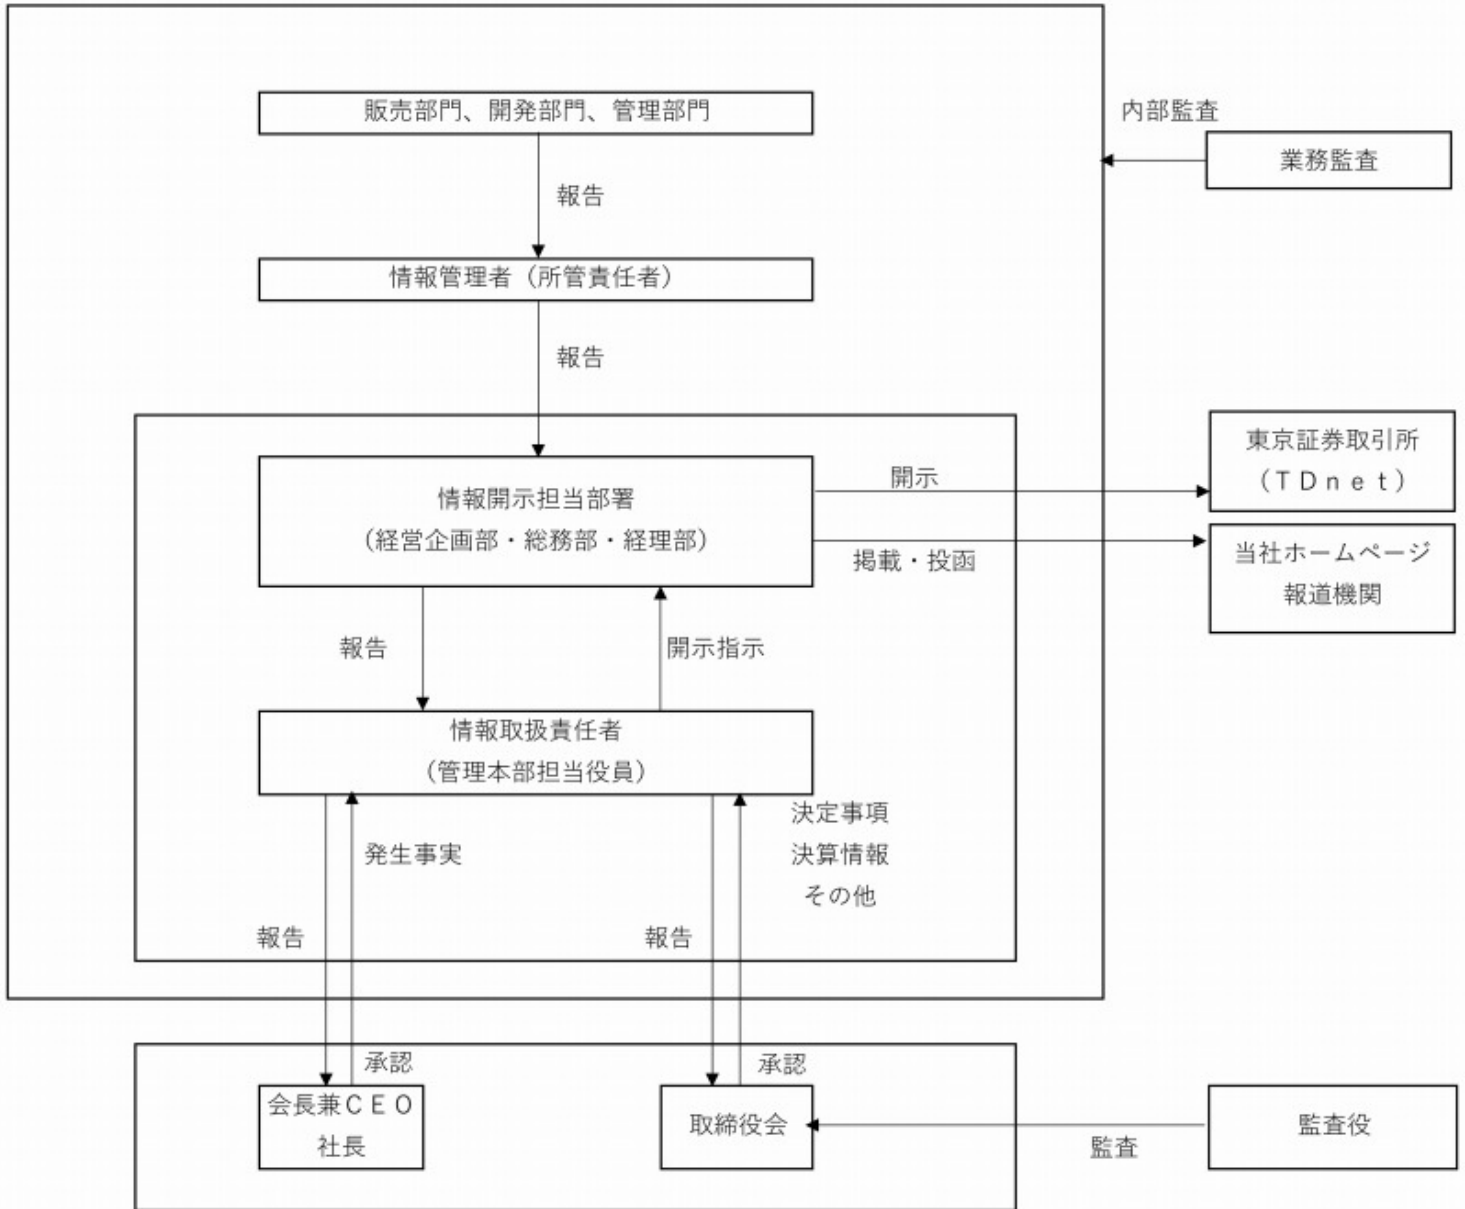 販売部門、開発部門、管理部門
内部監査
業務監査
報告
情報管理者（所管責任者）
報告
東京証券取引所
（ＴＤｎｅｔ）
情報開示担当部署
（経営企画部・総務部・経理部）
開示
掲載・投函
当社ホームページ
報道機関
報告
開示指示
情報取扱責任者
（管理本部担当役員）
発生事実
決定事項
決算情報
その他
報告
報告
承認
承認
会長兼ＣＥＯ
社長
取締役会
監査
監査役